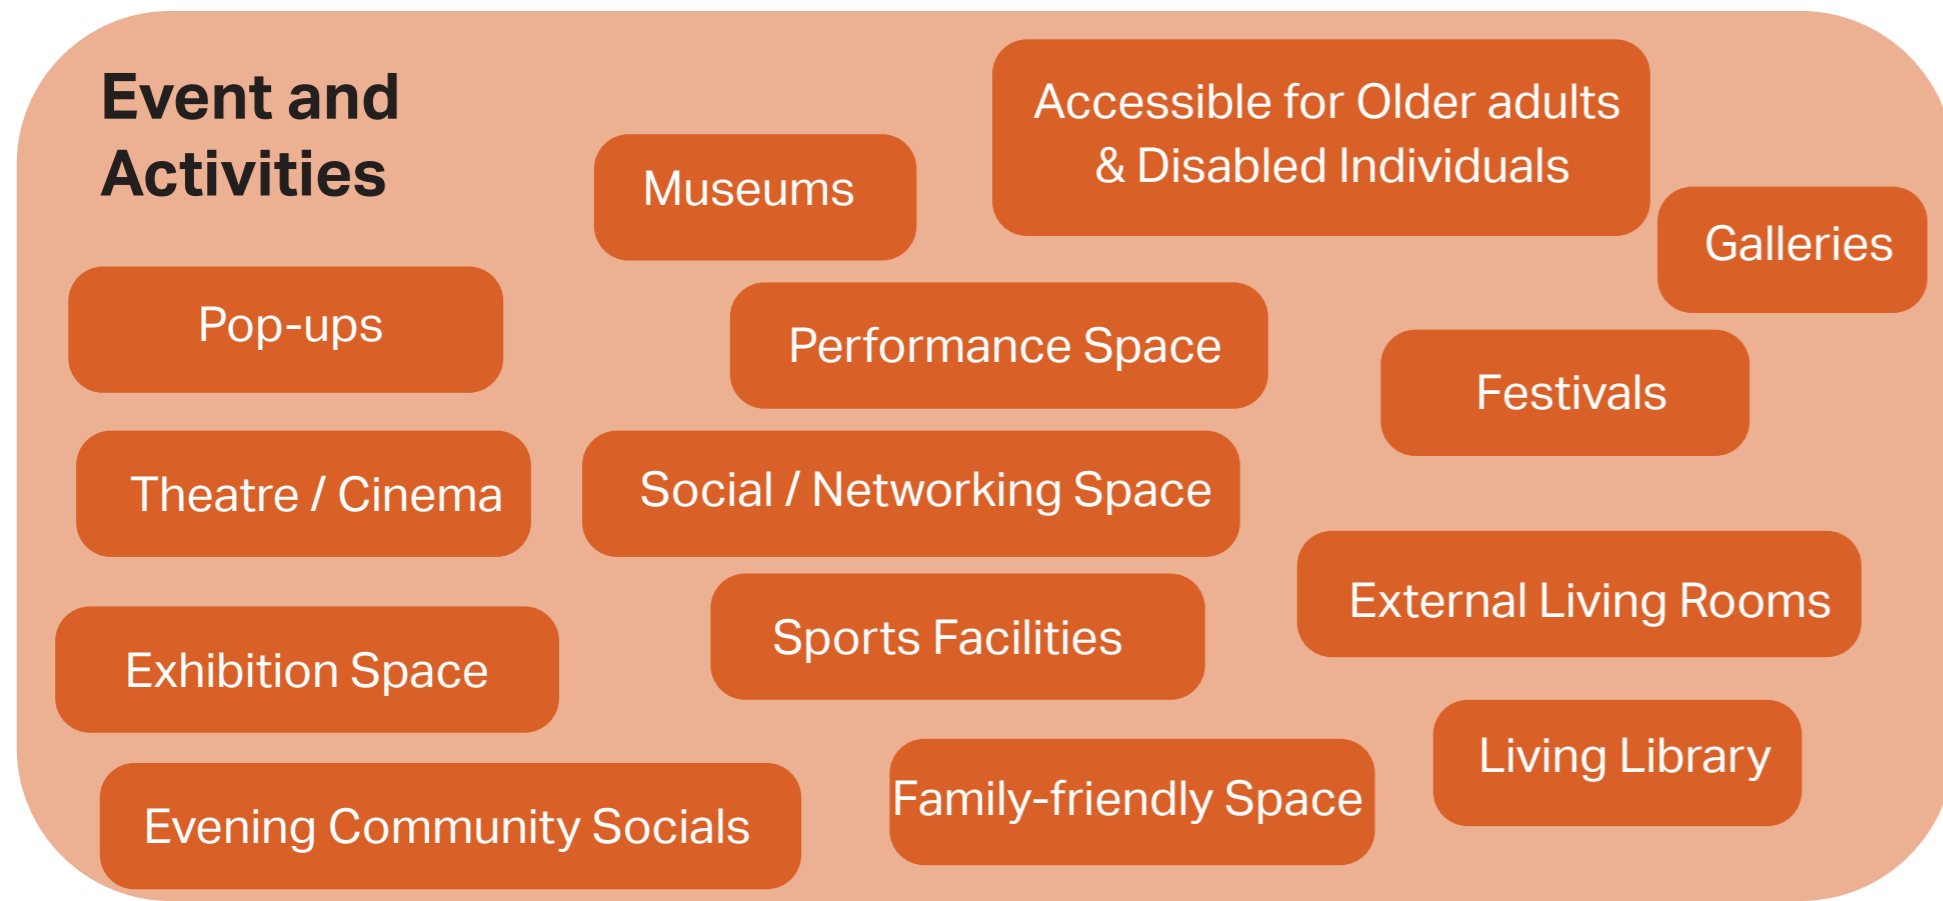 Event and
Activities
Accessible for Older adults
& Disabled Individuals
Museums
Galleries
Pop-ups
Performance Space
Festivals
Theatre / Cinema
Social / Networking Space
External Living Rooms
Sports Facilities
Exhibition Space
Living Library
Family-friendly Space
Evening Community Socials